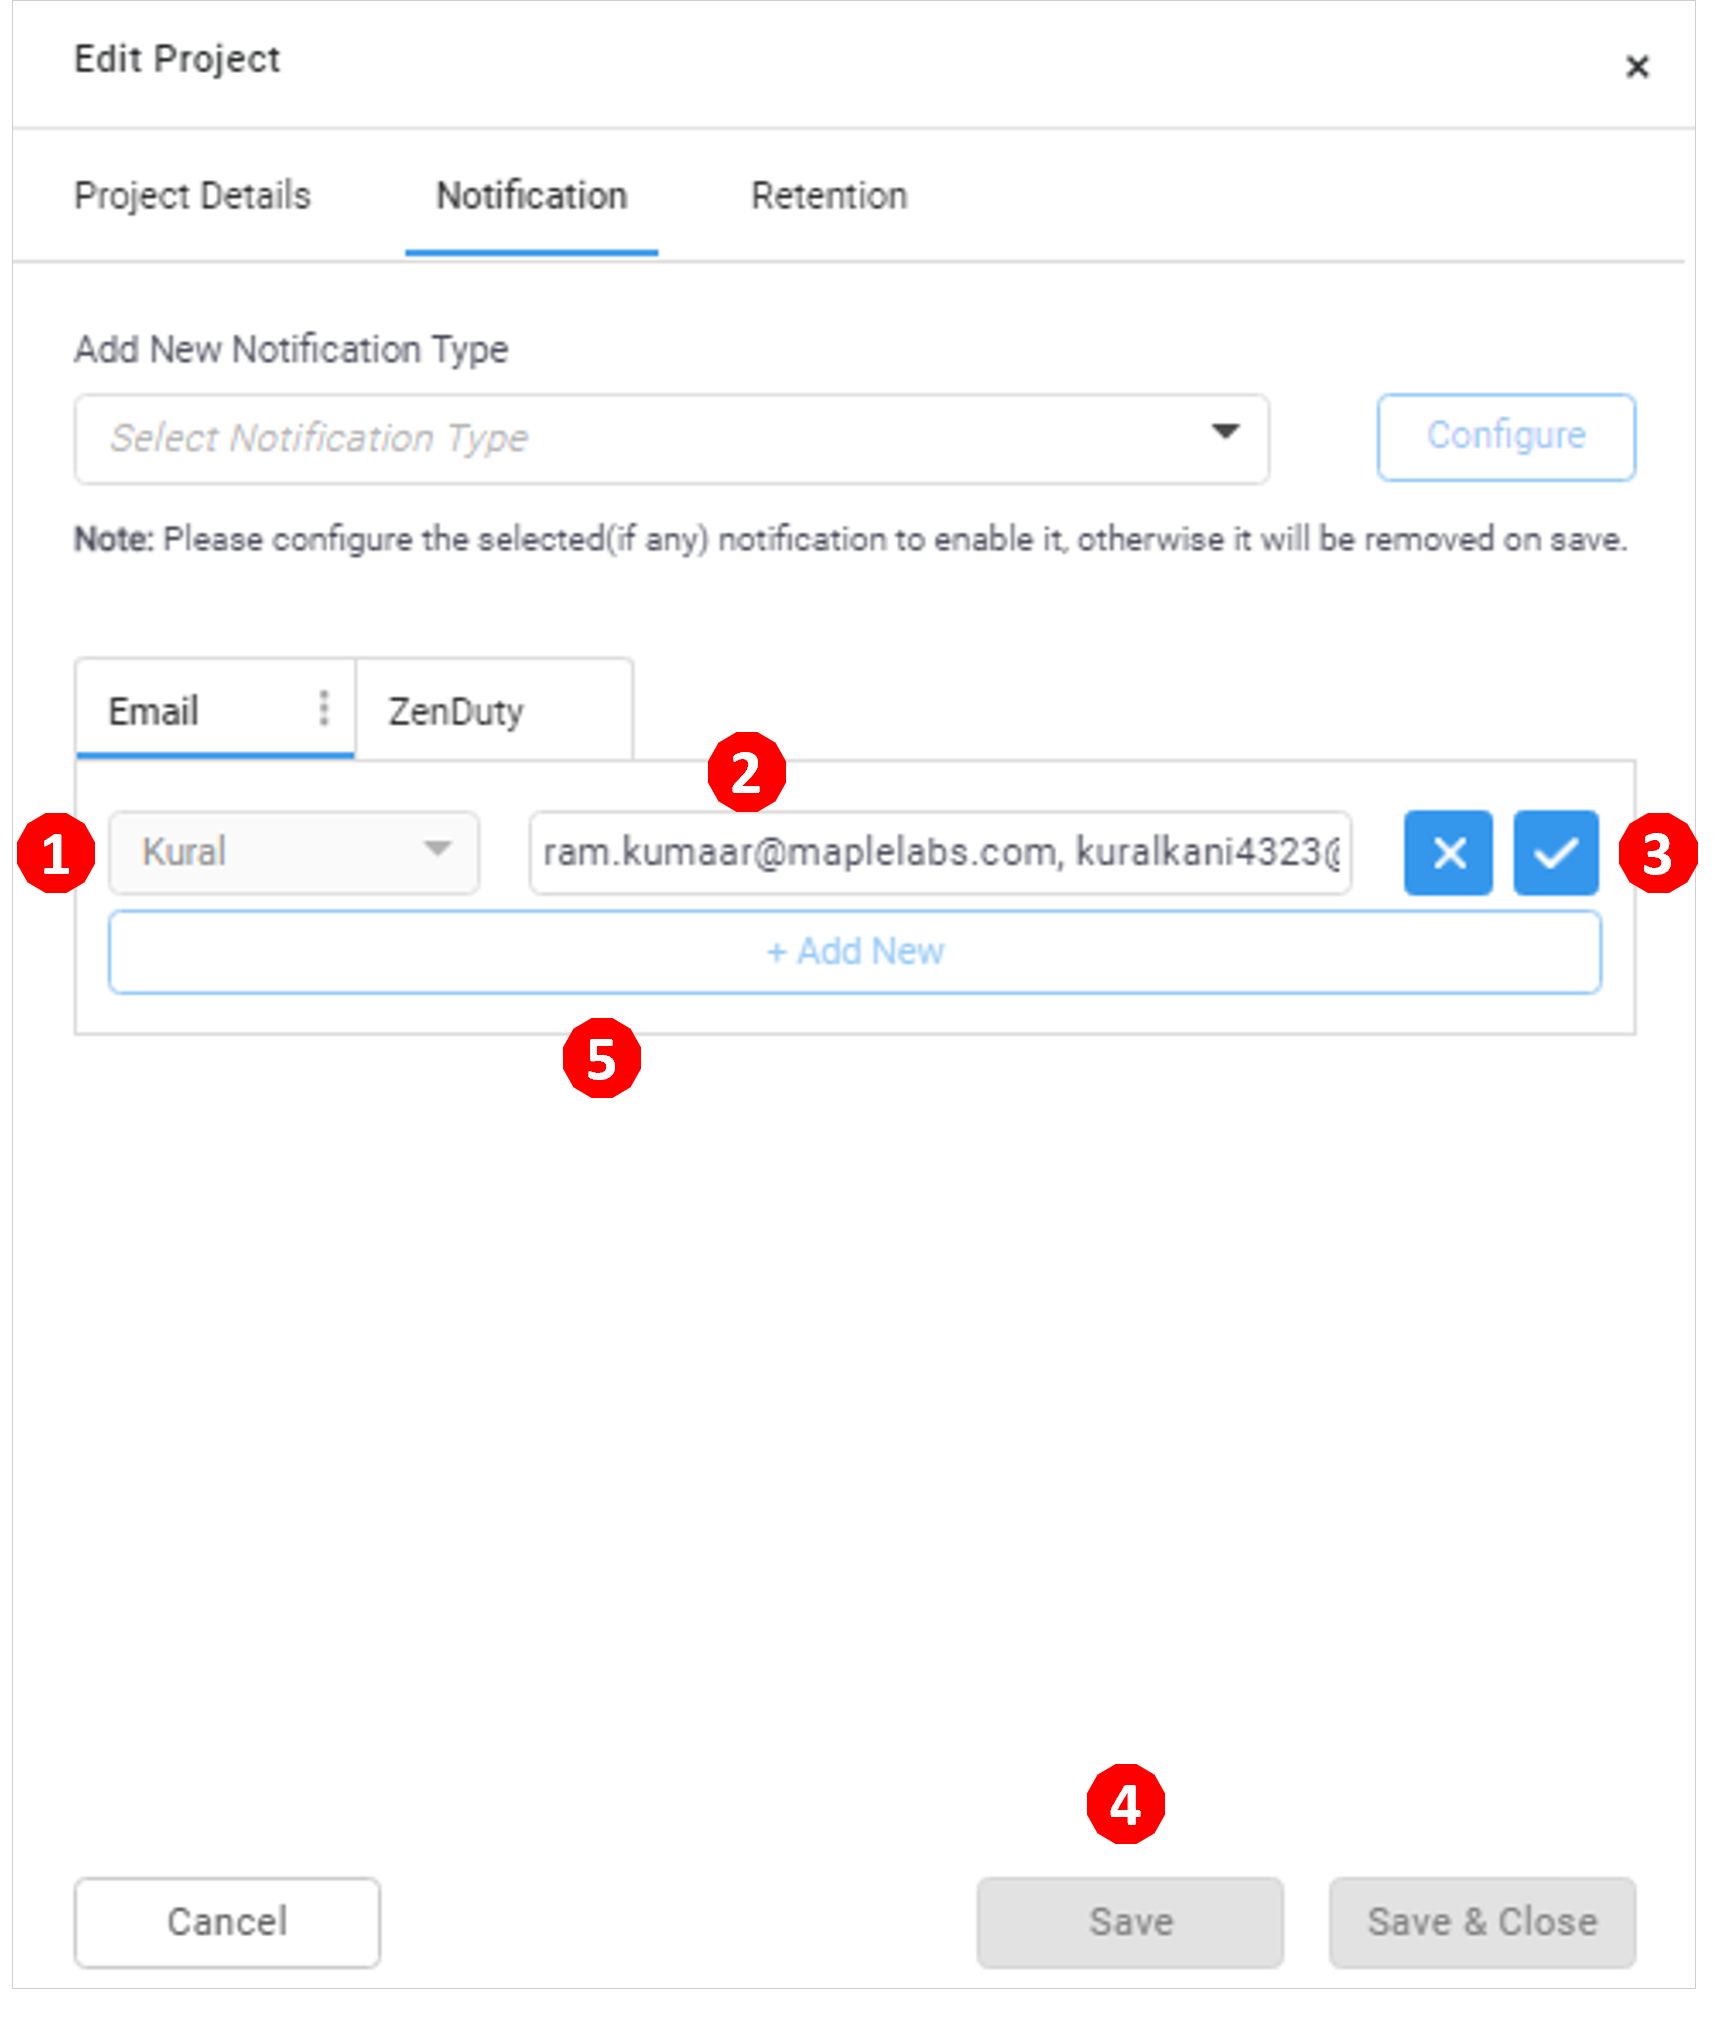 Edit Project
Project Details Notification Retention
Add New Notification Type
Select Notification Type Configure
Note: Please configure the selected(if any) notification to enable it, otherwise it will be removed on save.
Email ZenDuty
2
1 Kural ram.kumaar@maplelabs.com, kuralkani4323@ 3
+ Add New
5
4
Cancel Save Save & Close